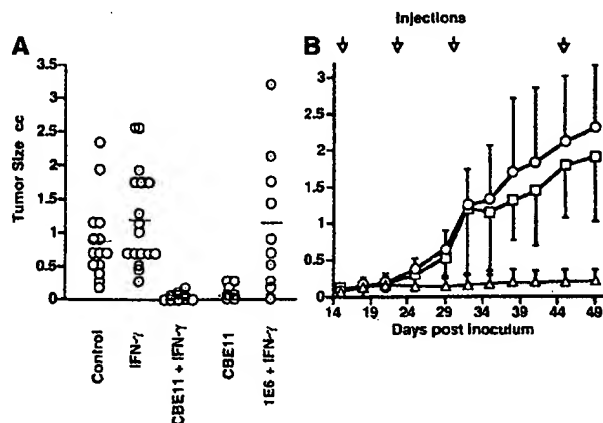 Injections
A
B
Tumor Size cc
3.5
3
2.5
2
1.5
1
0.5
0
Control
IFN-γ
CBE11 + IFN-γ
CBE11
1E6 + IFN-γ
3
2.5
2
1.5
1
0.5
0
14 19 24 29 34 39 44 49
Days post inoculum